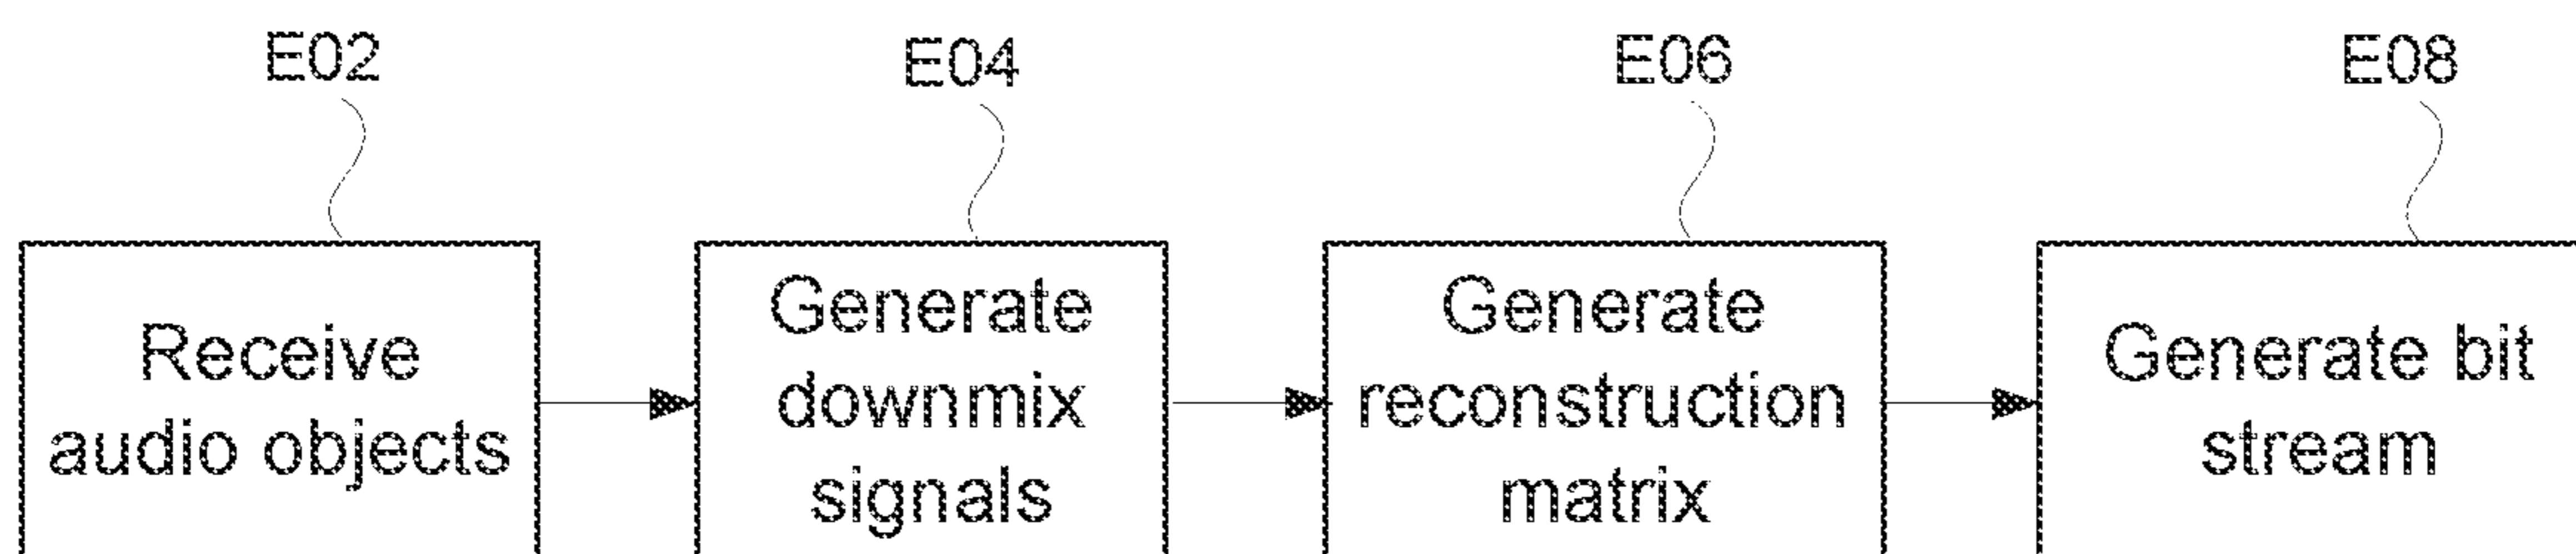 E02
E04
E06
E08
Receive
audio objects
Generate
downmix
signals
Generate
reconstruction
matrix
Generate bit
stream